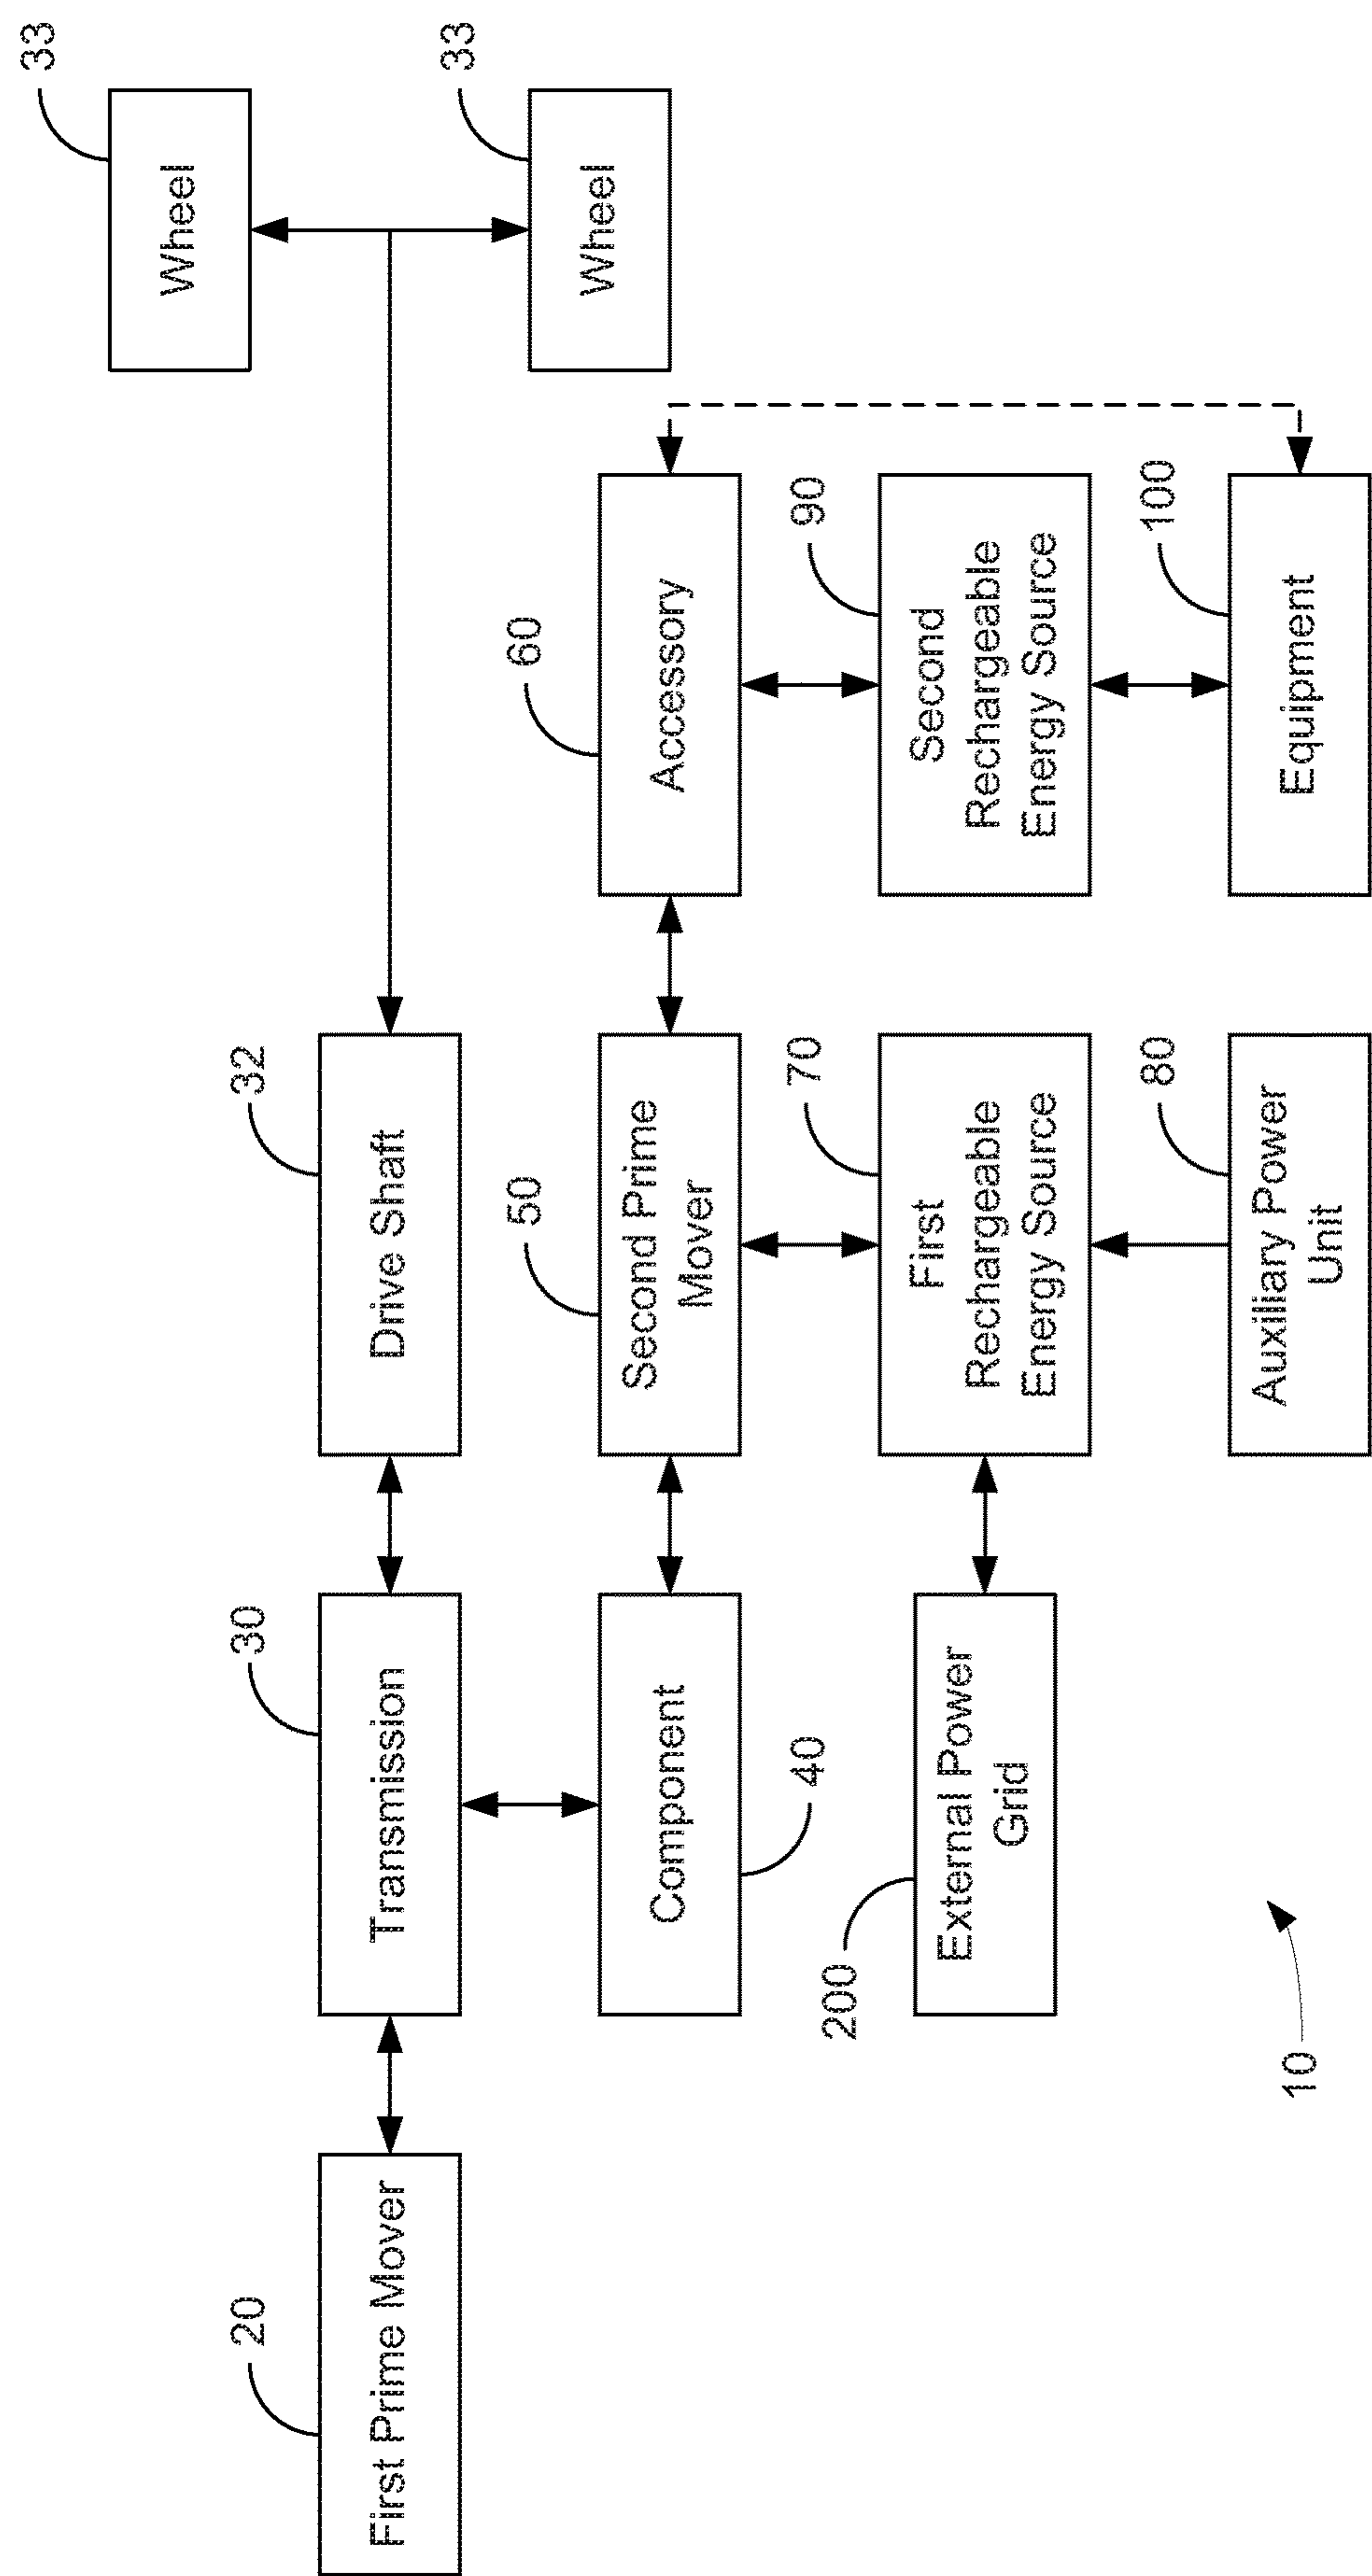 33
Wheel
33
Wheel
20
First Prime Mover
30
Transmission
32
Drive Shaft
40
Component
50
Second Prime
Mover
60
Accessory
200
External Power
Grid
70
First
Rechargeable
Energy Source
90
Second
Rechargeable
Energy Source
80
Auxiliary Power
Unit
100
Equipment
10